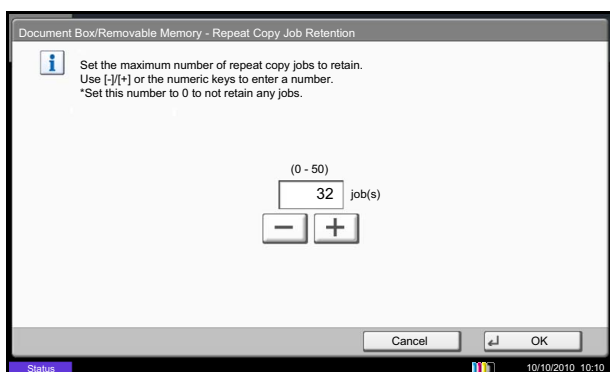 Document Box/Removable Memory - Repeat Copy Job Retention
Set the maximum number of repeat copy jobs to retain.
Use [-]/[+] or the numeric keys to enter a number.
*Set this number to 0 to not retain any jobs.
(0 - 50)
32 job(s)
Cancel OK
Status 10/10/2010 10:10